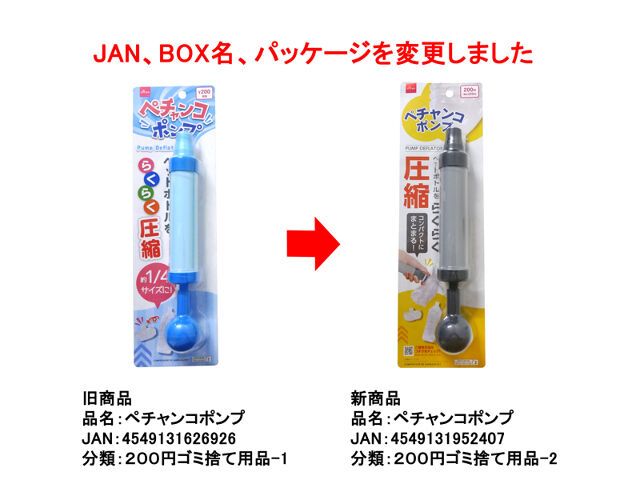 JAN、BOX名、パッケージを変更しました
¥200
ペチャンコ
ポンプ
Pump Deflator
ペットボトルを
らくらく
圧縮
約1/4
サイズに!
200円
ペチャンコ
ポンプ
PUMP DEFLATOR
ペットボトルを
圧縮
コンパクトに
まとまる!
旧商品
品名:ペチャンコポンプ
JAN:4549131626926
分類:200円ゴミ捨て用品-1
新商品
品名:ペチャンコポンプ
JAN:4549131952407
分類:200円ゴミ捨て用品-2